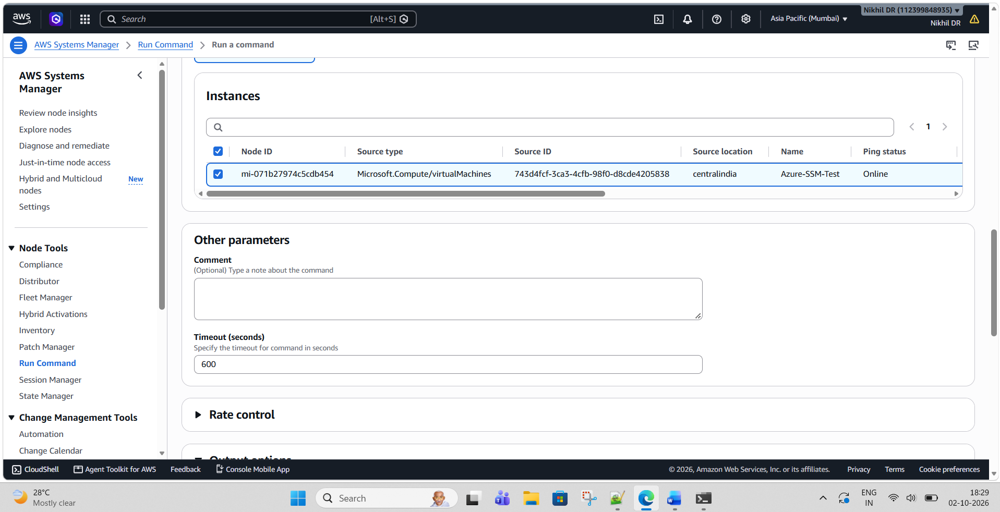 aws
Search [Alt+S]
Asia Pacific (Mumbai)
Nikhil DR (112399848935)
Nikhil DR
AWS Systems Manager
Run Command
Run a command
AWS Systems
Manager
Review node insights
Explore nodes
Diagnose and remediate
Just-in-time node access
Hybrid and Multicloud
nodes
New
Settings
Node Tools
Compliance
Distributor
Fleet Manager
Hybrid Activations
Inventory
Patch Manager
Run Command
Session Manager
State Manager
Change Management Tools
Automation
Change Calendar
Instances
1
Node ID Source type Source ID Source location Name Ping status
mi-071b27974c5cdb454 Microsoft.Compute/virtualMachines 743d4fcf-3ca3-4cfb-98f0-d8cde4205838 centralindia Azure-SSM-Test Online
Other parameters
Comment
(Optional) Type a note about the command
Timeout (seconds)
Specify the timeout for command in seconds
600
Rate control
Output options
CloudShell Agent Toolkit for AWS Feedback Console Mobile App © 2026, Amazon Web Services, Inc. or its affiliates. Privacy Terms Cookie preferences
28°C
Mostly clear
Search
ENG
IN
18:29
02-10-2026